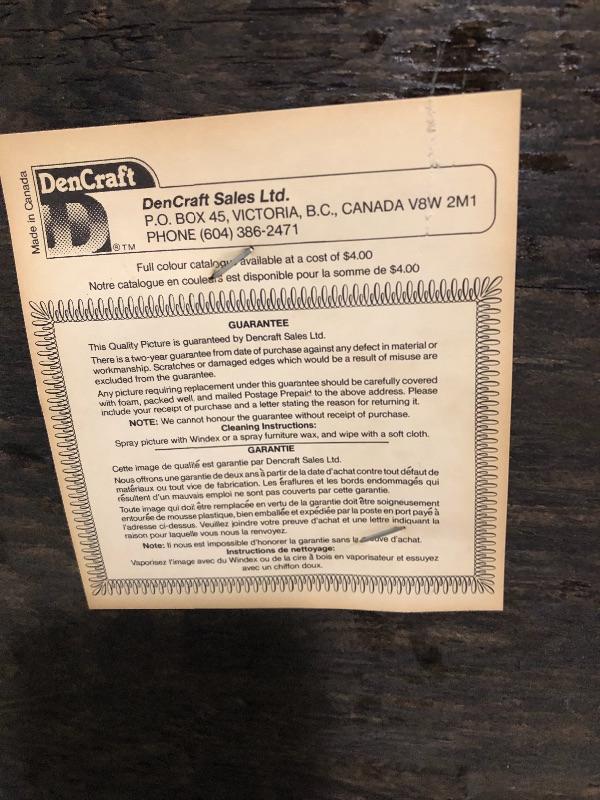 Made in Canada
DenCraft
D
®™
DenCraft Sales Ltd.
P.O. BOX 45, VICTORIA, B.C., CANADA V8W 2M1
PHONE (604) 386-2471
Full colour catalogue available at a cost of $4.00
Notre catalogue en couleurs est disponible pour la somme de $4.00
GUARANTEE
This Quality Picture is guaranteed by Dencraft Sales Ltd.
There is a two-year guarantee from date of purchase against any defect in material or
workmanship. Scratches or damaged edges which would be a result of misuse are
excluded from the guarantee.
Any picture requiring replacement under this guarantee should be carefully covered
with foam, packed well, and mailed Postage Prepaid to the above address. Please
include your receipt of purchase and a letter stating the reason for returning it.
NOTE: We cannot honour the guarantee without receipt of purchase.
Cleaning Instructions:
Spray picture with Windex or a spray furniture wax, and wipe with a soft cloth.
GARANTIE
Cette image de qualité est garantie par Dencraft Sales Ltd.
Nous offrons une garantie de deux ans à partir de la date d'achat contre tout défaut de
matériaux ou tout vice de fabrication. Les éraflures et les bords endommagés qui
résultent d'un mauvais emploi ne sont pas couverts par cette garantie.
Toute image qui doit être remplacée en vertu de la garantie doit être soigneusement
entourée de mousse plastique, bien emballée et expédiée par la poste en port payé à
l'adresse ci-dessus. Veuillez joindre votre preuve d'achat et une lettre indiquant la
raison pour laquelle vous nous la renvoyez.
Note: Il nous est impossible d'honorer la garantie sans la preuve d'achat.
Instructions de nettoyage:
Vaporisez l'image avec du Windex ou de la cire à bois en vaporisateur et essuyez
avec un chiffon doux.